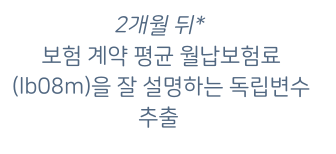 2개월 뒤*
보험 계약 평균 월납보험료
(lb08m)을 잘 설명하는 독립변수
추출